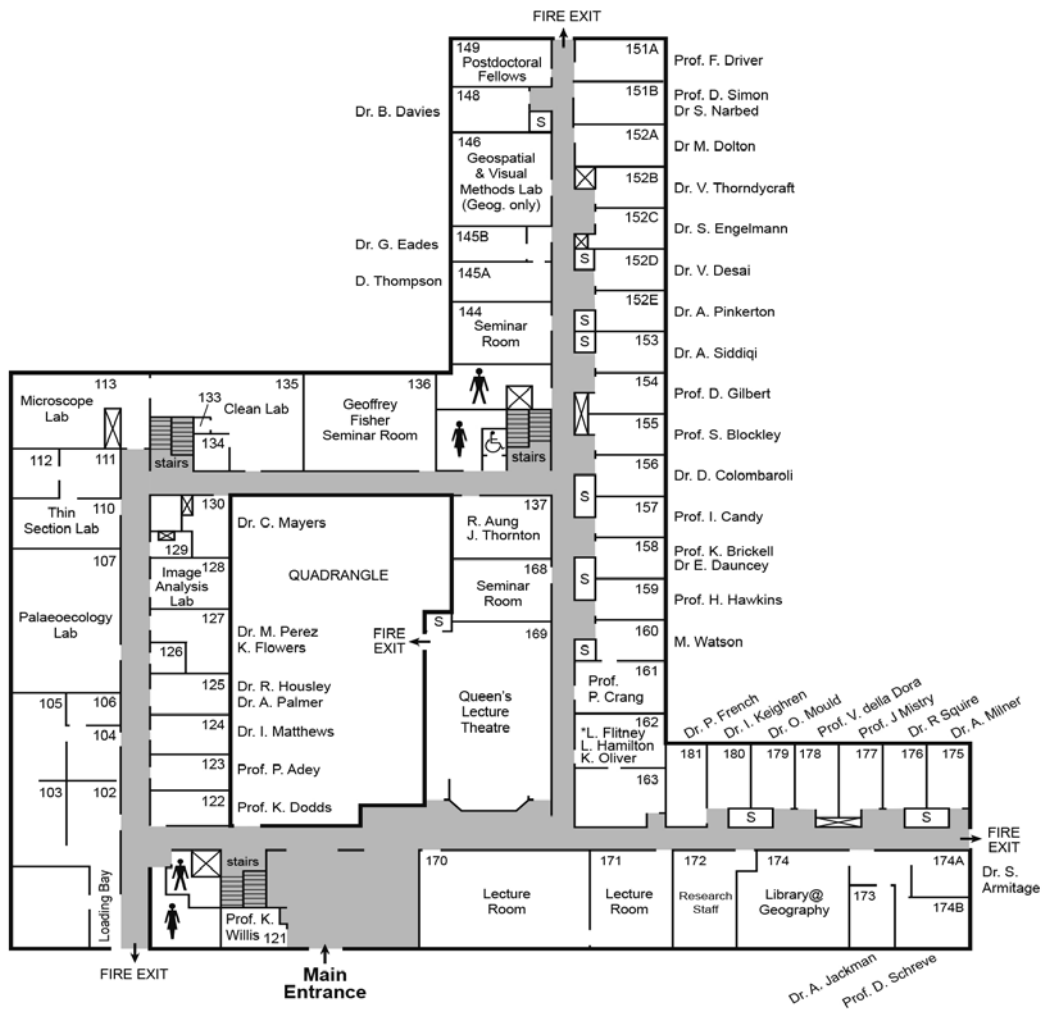 FIRE EXIT
149
Postdoctoral
Fellows
151A
Prof. F. Driver
148
Dr. B. Davies
S
151B
Prof. D. Simon
Dr S. Narbed
146
Geospatial
& Visual
Methods Lab
(Geog. only)
152A
Dr M. Dolton
152B
Dr. V. Thorndycraft
152C
Dr. S. Engelmann
145B
Dr. G. Eades
S
152D
Dr. V. Desai
145A
D. Thompson
152E
Dr. A. Pinkerton
S
144
Seminar
Room
S
153
Dr. A. Siddiqi
154
Prof. D. Gilbert
155
Prof. S. Blockley
113
Microscope
Lab
133
135
Clean Lab
134
136
Geoffrey
Fisher
Seminar Room
stairs
stairs
156
Dr. D. Colombaroli
112
111
S
157
Prof. I. Candy
110
Thin
Section Lab
130
Dr. C. Mayers
129
137
R. Aung
J. Thornton
158
Prof. K. Brickell
Dr E. Dauncey
107
Palaeoecology
Lab
128
Image
Analysis
Lab
QUADRANGLE
168
Seminar
Room
S
159
Prof. H. Hawkins
127
Dr. M. Perez
K. Flowers
126
S
FIRE
EXIT
169
Queen's
Lecture
Theatre
160
M. Watson
S
161
Prof.
P. Crang
125
Dr. R. Housley
Dr. A. Palmer
105
106
124
Dr. I. Matthews
104
162
*L. Flitney
L. Hamilton
K. Oliver
Dr. P. French
Dr. I. Keighren
Dr. O. Mould
Prof. V. della Dora
Prof. J Mistry
Dr. R Squire
Dr. A. Milner
181
180
179
178
177
176
175
123
Prof. P. Adey
103
102
163
122
Prof. K. Dodds
S
S
FIRE
EXIT
stairs
170
Lecture
Room
171
Lecture
Room
172
Research
Staff
174
Library@
Geography
173
174A
Dr. S.
Armitage
174B
Loading Bay
Prof. K.
Willis
121
FIRE EXIT
Main
Entrance
Dr. A. Jackman
Prof. D. Schreve